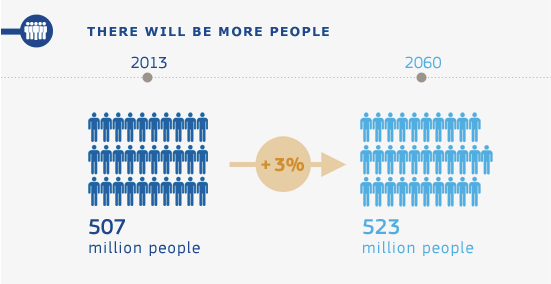 THERE WILL BE MORE PEOPLE
2013
2060
+3%
507
million people
523
million people